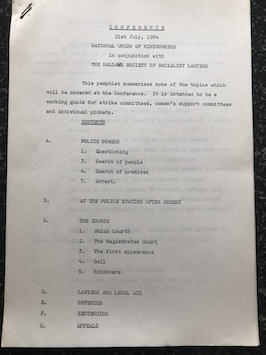 CONFERENCE
21st July, 1984
NATIONAL UNION OF MINEWORKERS
in conjunction with
THE HALDANE SOCIETY OF SOCIALIST LAWYERS
This pamphlet summarises some of the topics which
will be covered at the Conference. It is intended to be a
working guide for strike committees, women's support committees
and individual pickets.
CONTENTS
A. POLICE POWERS
1. Questioning
2. Search of people
4. Search of premises
7. Arrest.
B. AT THE POLICE STATION AFTER ARREST
C. THE COURTS
1. Which Court?
2. The Magistrates Court
3. The first appearance
4. Bail
5. Bindovers
D. LAWYERS AND LEGAL AID
E. OFFENCES
F. SENTENCING
G. APPEALS